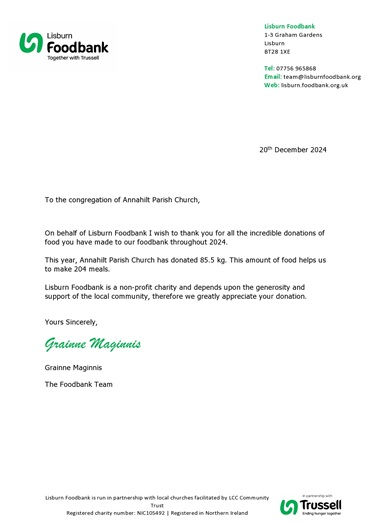 Lisburn
Foodbank
Together with Trussell
Lisburn Foodbank
1-3 Graham Gardens
Lisburn
BT28 1XE
Tel: 07756 965868
Email: team@lisburnfoodbank.org
Web: lisburn.foodbank.org.uk
20th December 2024
To the congregation of Annahilt Parish Church,
On behalf of Lisburn Foodbank I wish to thank you for all the incredible donations of
food you have made to our foodbank throughout 2024.
This year, Annahilt Parish Church has donated 85.5 kg. This amount of food helps us
to make 204 meals.
Lisburn Foodbank is a non-profit charity and depends upon the generosity and
support of the local community, therefore we greatly appreciate your donation.
Yours Sincerely,
Grainne Maginnis
Grainne Maginnis
The Foodbank Team
Lisburn Foodbank is run in partnership with local churches facilitated by LCC Community
Trust
Registered charity number: NIC105492 | Registered in Northern Ireland
In partnership with
Trussell
Ending hunger together